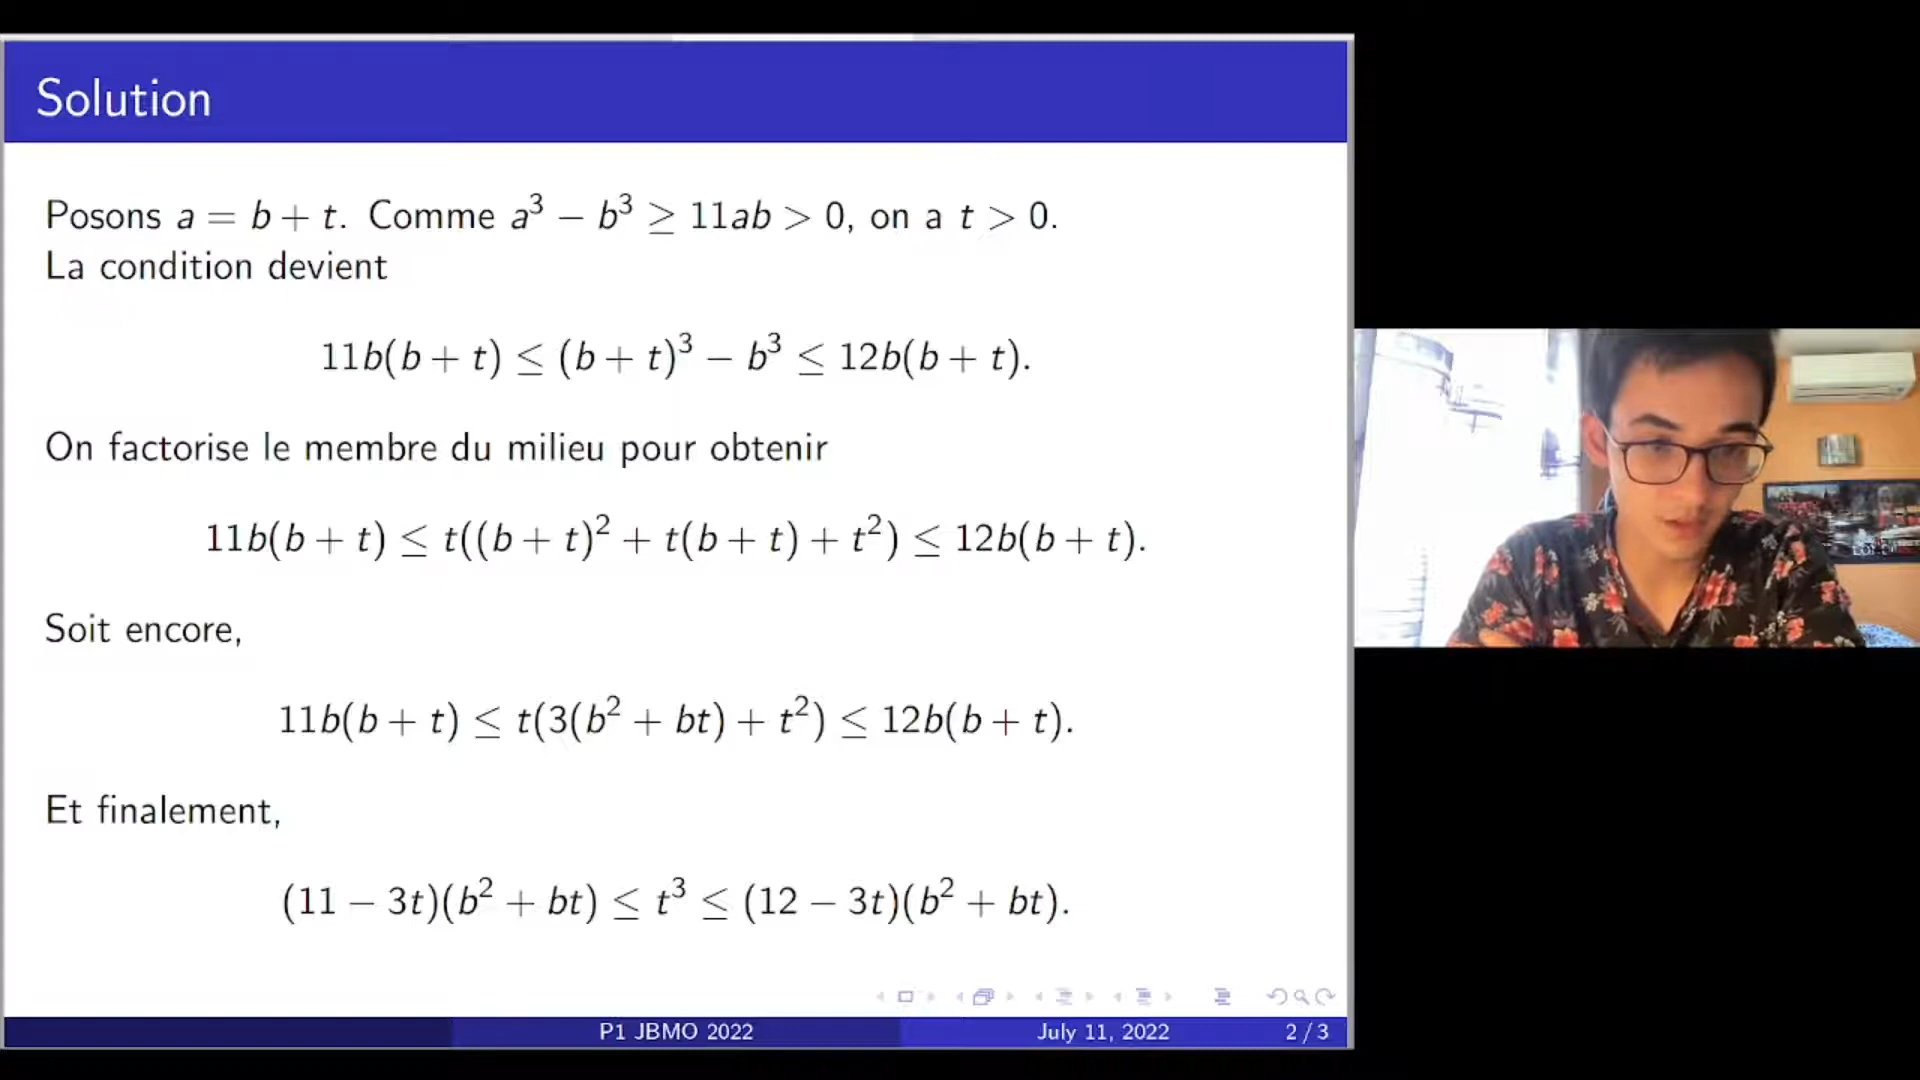 Solution
Posons a = b + t. Comme a³ − b³ ≥ 11ab > 0, on a t > 0.
La condition devient
11b(b + t) ≤ (b + t)³ − b³ ≤ 12b(b + t).
On factorise le membre du milieu pour obtenir
11b(b + t) ≤ t((b + t)² + t(b + t) + t²) ≤ 12b(b + t).
Soit encore,
11b(b + t) ≤ t(3(b² + bt) + t²) ≤ 12b(b + t).
Et finalement,
(11 − 3t)(b² + bt) ≤ t³ ≤ (12 − 3t)(b² + bt).
P1 JBMO 2022
July 11, 2022
2 / 3